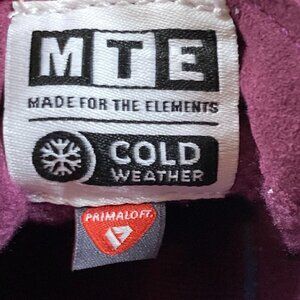 MTE
MADE FOR THE ELEMENTS
COLD
WEATHER
PRIMALOFT.